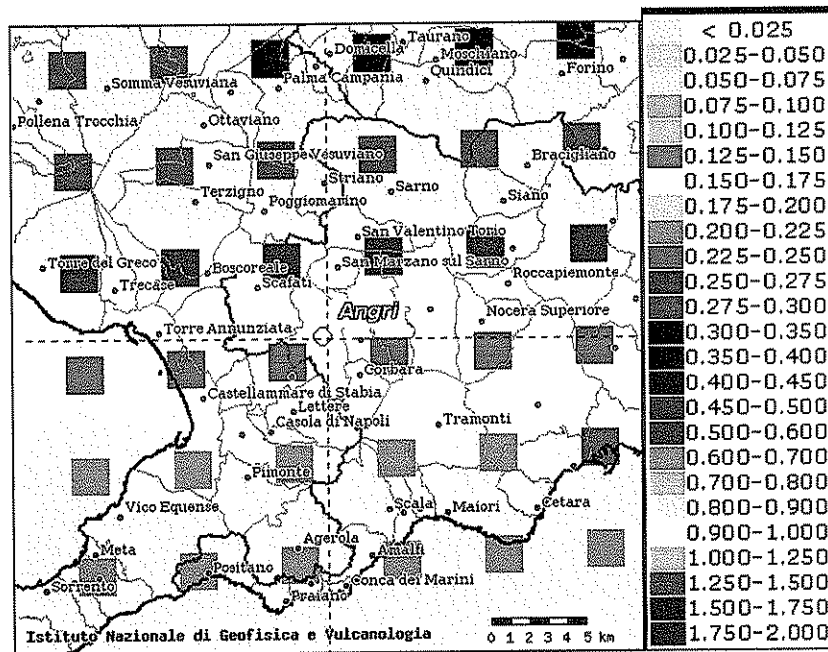 Taurano
Domicella
Moschiano
Somma Vesuviana
Palma Campania
Quindici
Forino
Pollena Trocchia
Ottaviano
San Giuseppe Vesuviano
Bracigliano
Striano
Sarno
Terzigno
Siano
Poggiomarino
San Valentino Torio
Torre del Greco
Boscoreale
San Marzano sul Sarno
Trecase
Scafati
Roccapiemonte
Angri
Nocera Superiore
Torre Annunziata
Corbara
Castellammare di Stabia
Lettere
Casola di Napoli
Tramonti
Pimonte
Vico Equense
Scala
Maiori
Cetara
Agerola
Meta
Amalfi
Positano
Sorrento
Conca dei Marini
Praiano
Istituto Nazionale di Geofisica e Vulcanologia
0 1 2 3 4 5 km
< 0.025
0.025-0.050
0.050-0.075
0.075-0.100
0.100-0.125
0.125-0.150
0.150-0.175
0.175-0.200
0.200-0.225
0.225-0.250
0.250-0.275
0.275-0.300
0.300-0.350
0.350-0.400
0.400-0.450
0.450-0.500
0.500-0.600
0.600-0.700
0.700-0.800
0.800-0.900
0.900-1.000
1.000-1.250
1.250-1.500
1.500-1.750
1.750-2.000